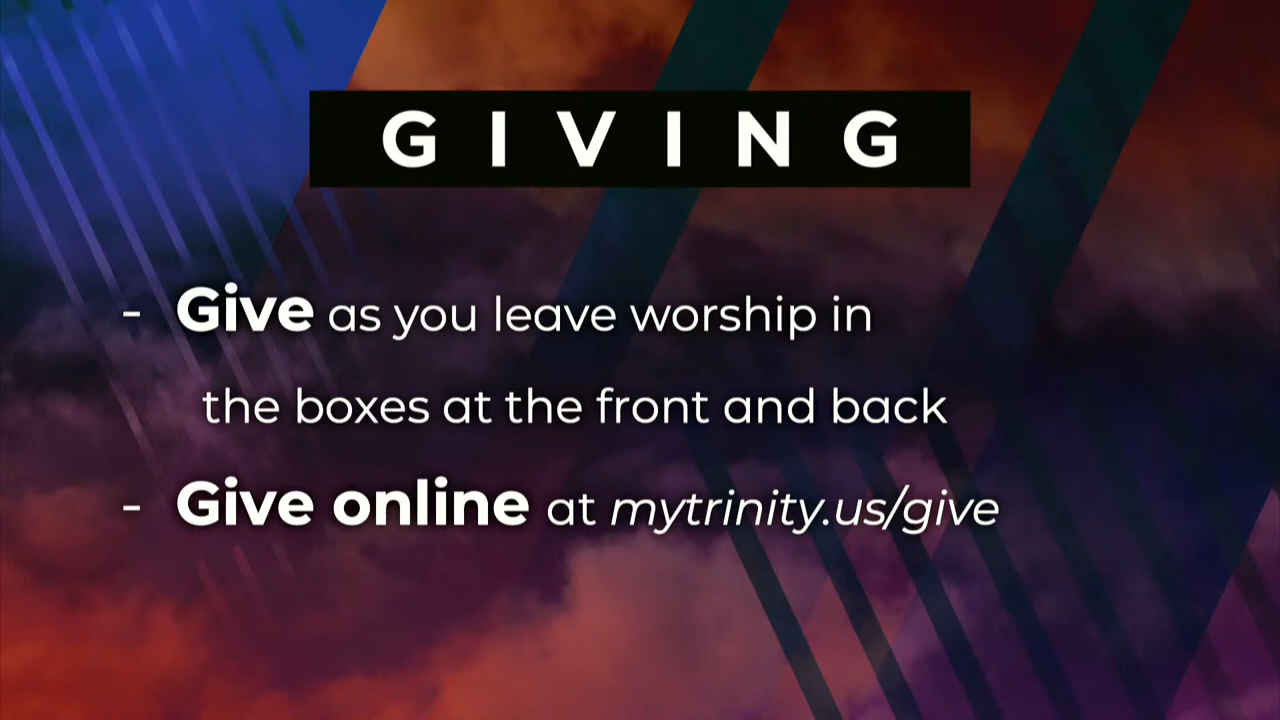 GIVING
- Give as you leave worship in
the boxes at the front and back
- Give online at mytrinity.us/give